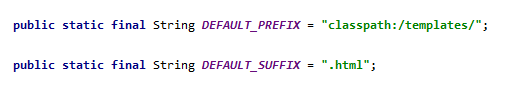 public static final String DEFAULT_PREFIX = "classpath:/templates/";
public static final String DEFAULT_SUFFIX = ".html";